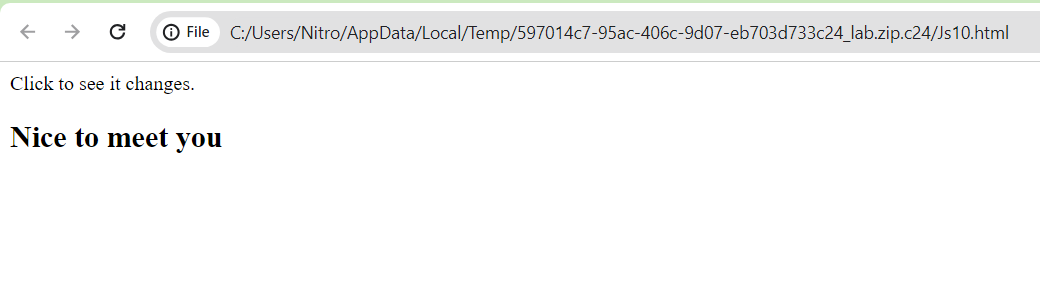 File C:/Users/Nitro/AppData/Local/Temp/597014c7-95ac-406c-9d07-eb703d733c24_lab.zip.c24/Js10.html
Click to see it changes.
Nice to meet you